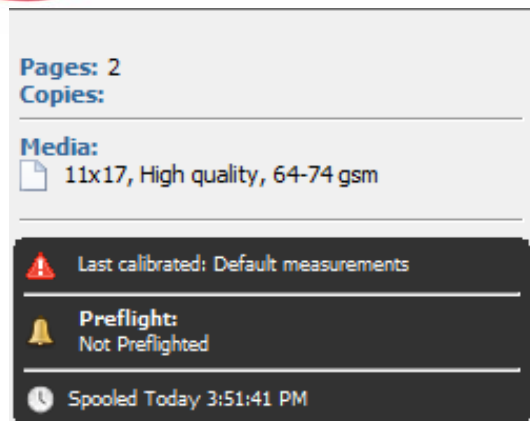 Pages: 2
Copies:
Media:
11x17, High quality, 64-74 gsm
Last calibrated: Default measurements
Preflight:
Not Preflighted
Spooled Today 3:51:41 PM